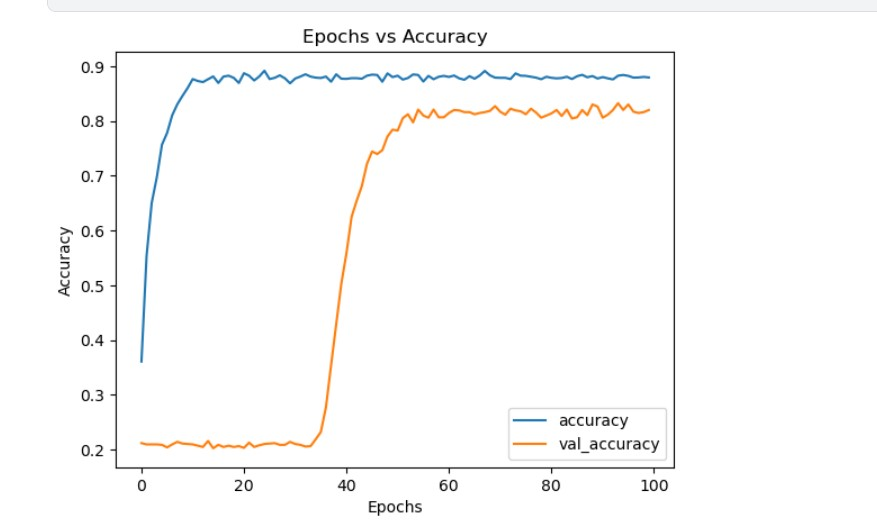 Epochs vs Accuracy
Accuracy
0.9
0.8
0.7
0.6
0.5
0.4
0.3
0.2
accuracy
val_accuracy
0 20 40 60 80 100
Epochs